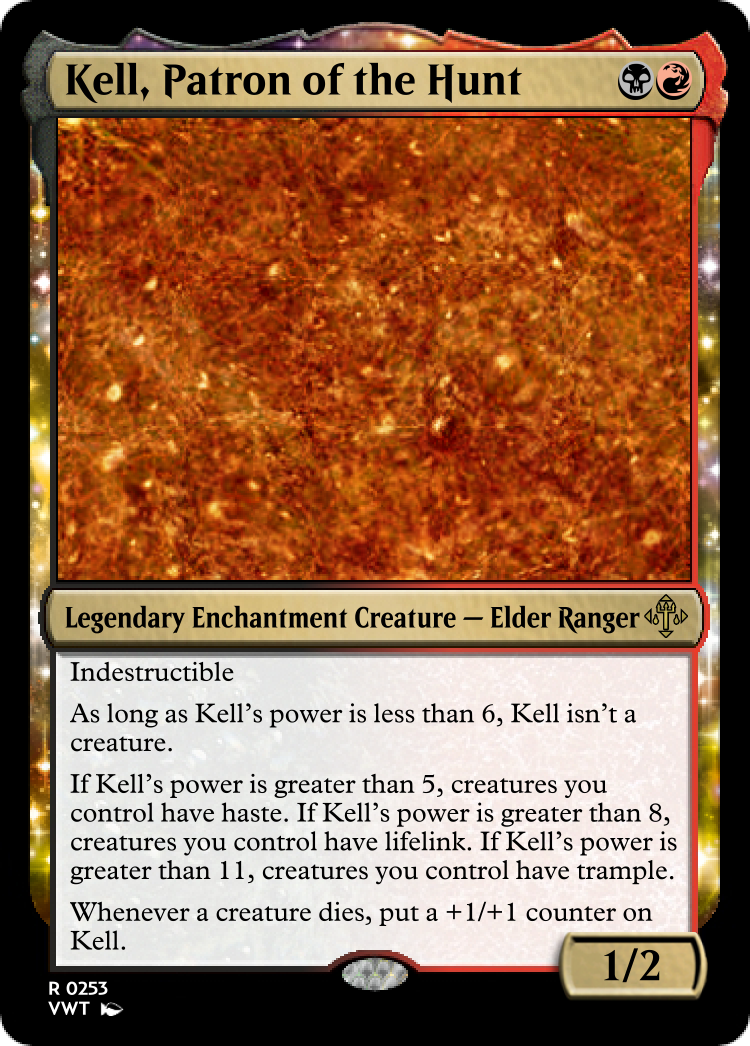 Kell, Patron of the Hunt
Legendary Enchantment Creature — Elder Ranger
Indestructible
As long as Kell's power is less than 6, Kell isn't a
creature.
If Kell's power is greater than 5, creatures you
control have haste. If Kell's power is greater than 8,
creatures you control have lifelink. If Kell's power is
greater than 11, creatures you control have trample.
Whenever a creature dies, put a +1/+1 counter on
Kell.
1/2
R 0253
VWT